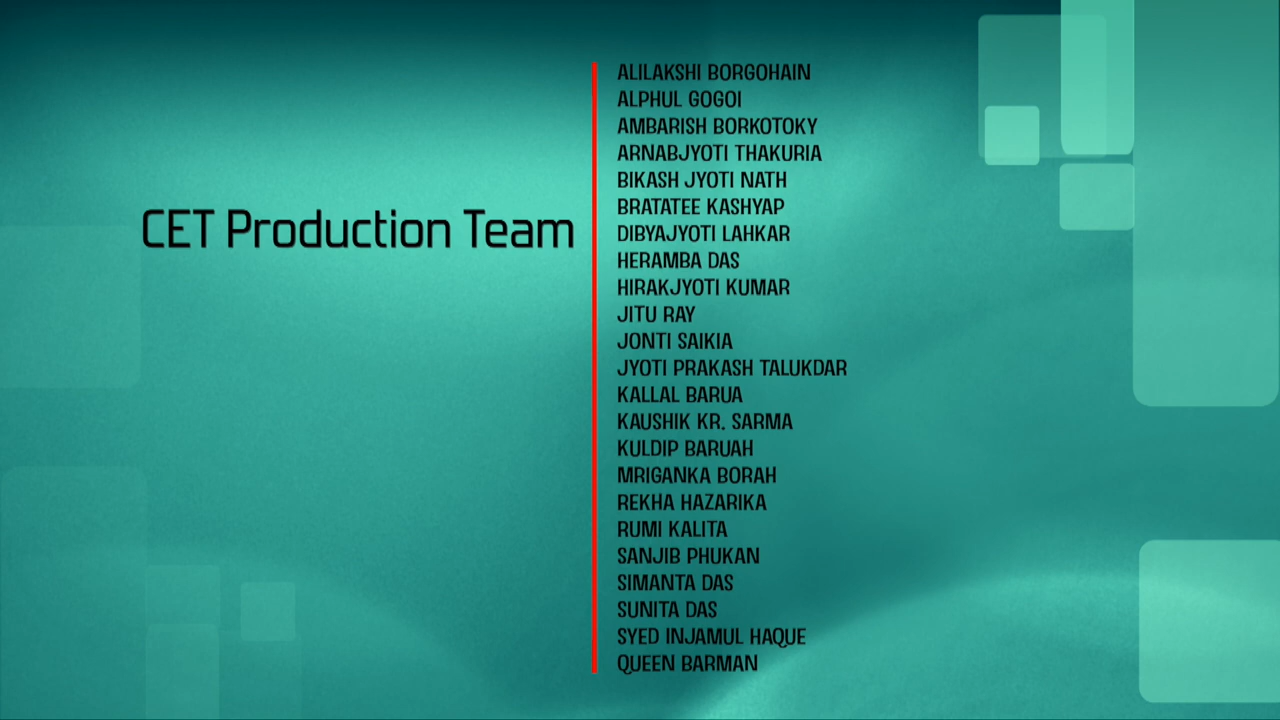 CET Production Team
ALILAKSHI BORGOHAIN
ALPHUL GOGOI
AMBARISH BORKOTOKY
ARNABJYOTI THAKURIA
BIKASH JYOTI NATH
BRATATEE KASHYAP
DIBYAJYOTI LAHKAR
HERAMBA DAS
HIRAKJYOTI KUMAR
JITU RAY
JONTI SAIKIA
JYOTI PRAKASH TALUKDAR
KALLAL BARUA
KAUSHIK KR. SARMA
KULDIP BARUAH
MRIGANKA BORAH
REKHA HAZARIKA
RUMI KALITA
SANJIB PHUKAN
SIMANTA DAS
SUNITA DAS
SYED INJAMUL HAQUE
QUEEN BARMAN